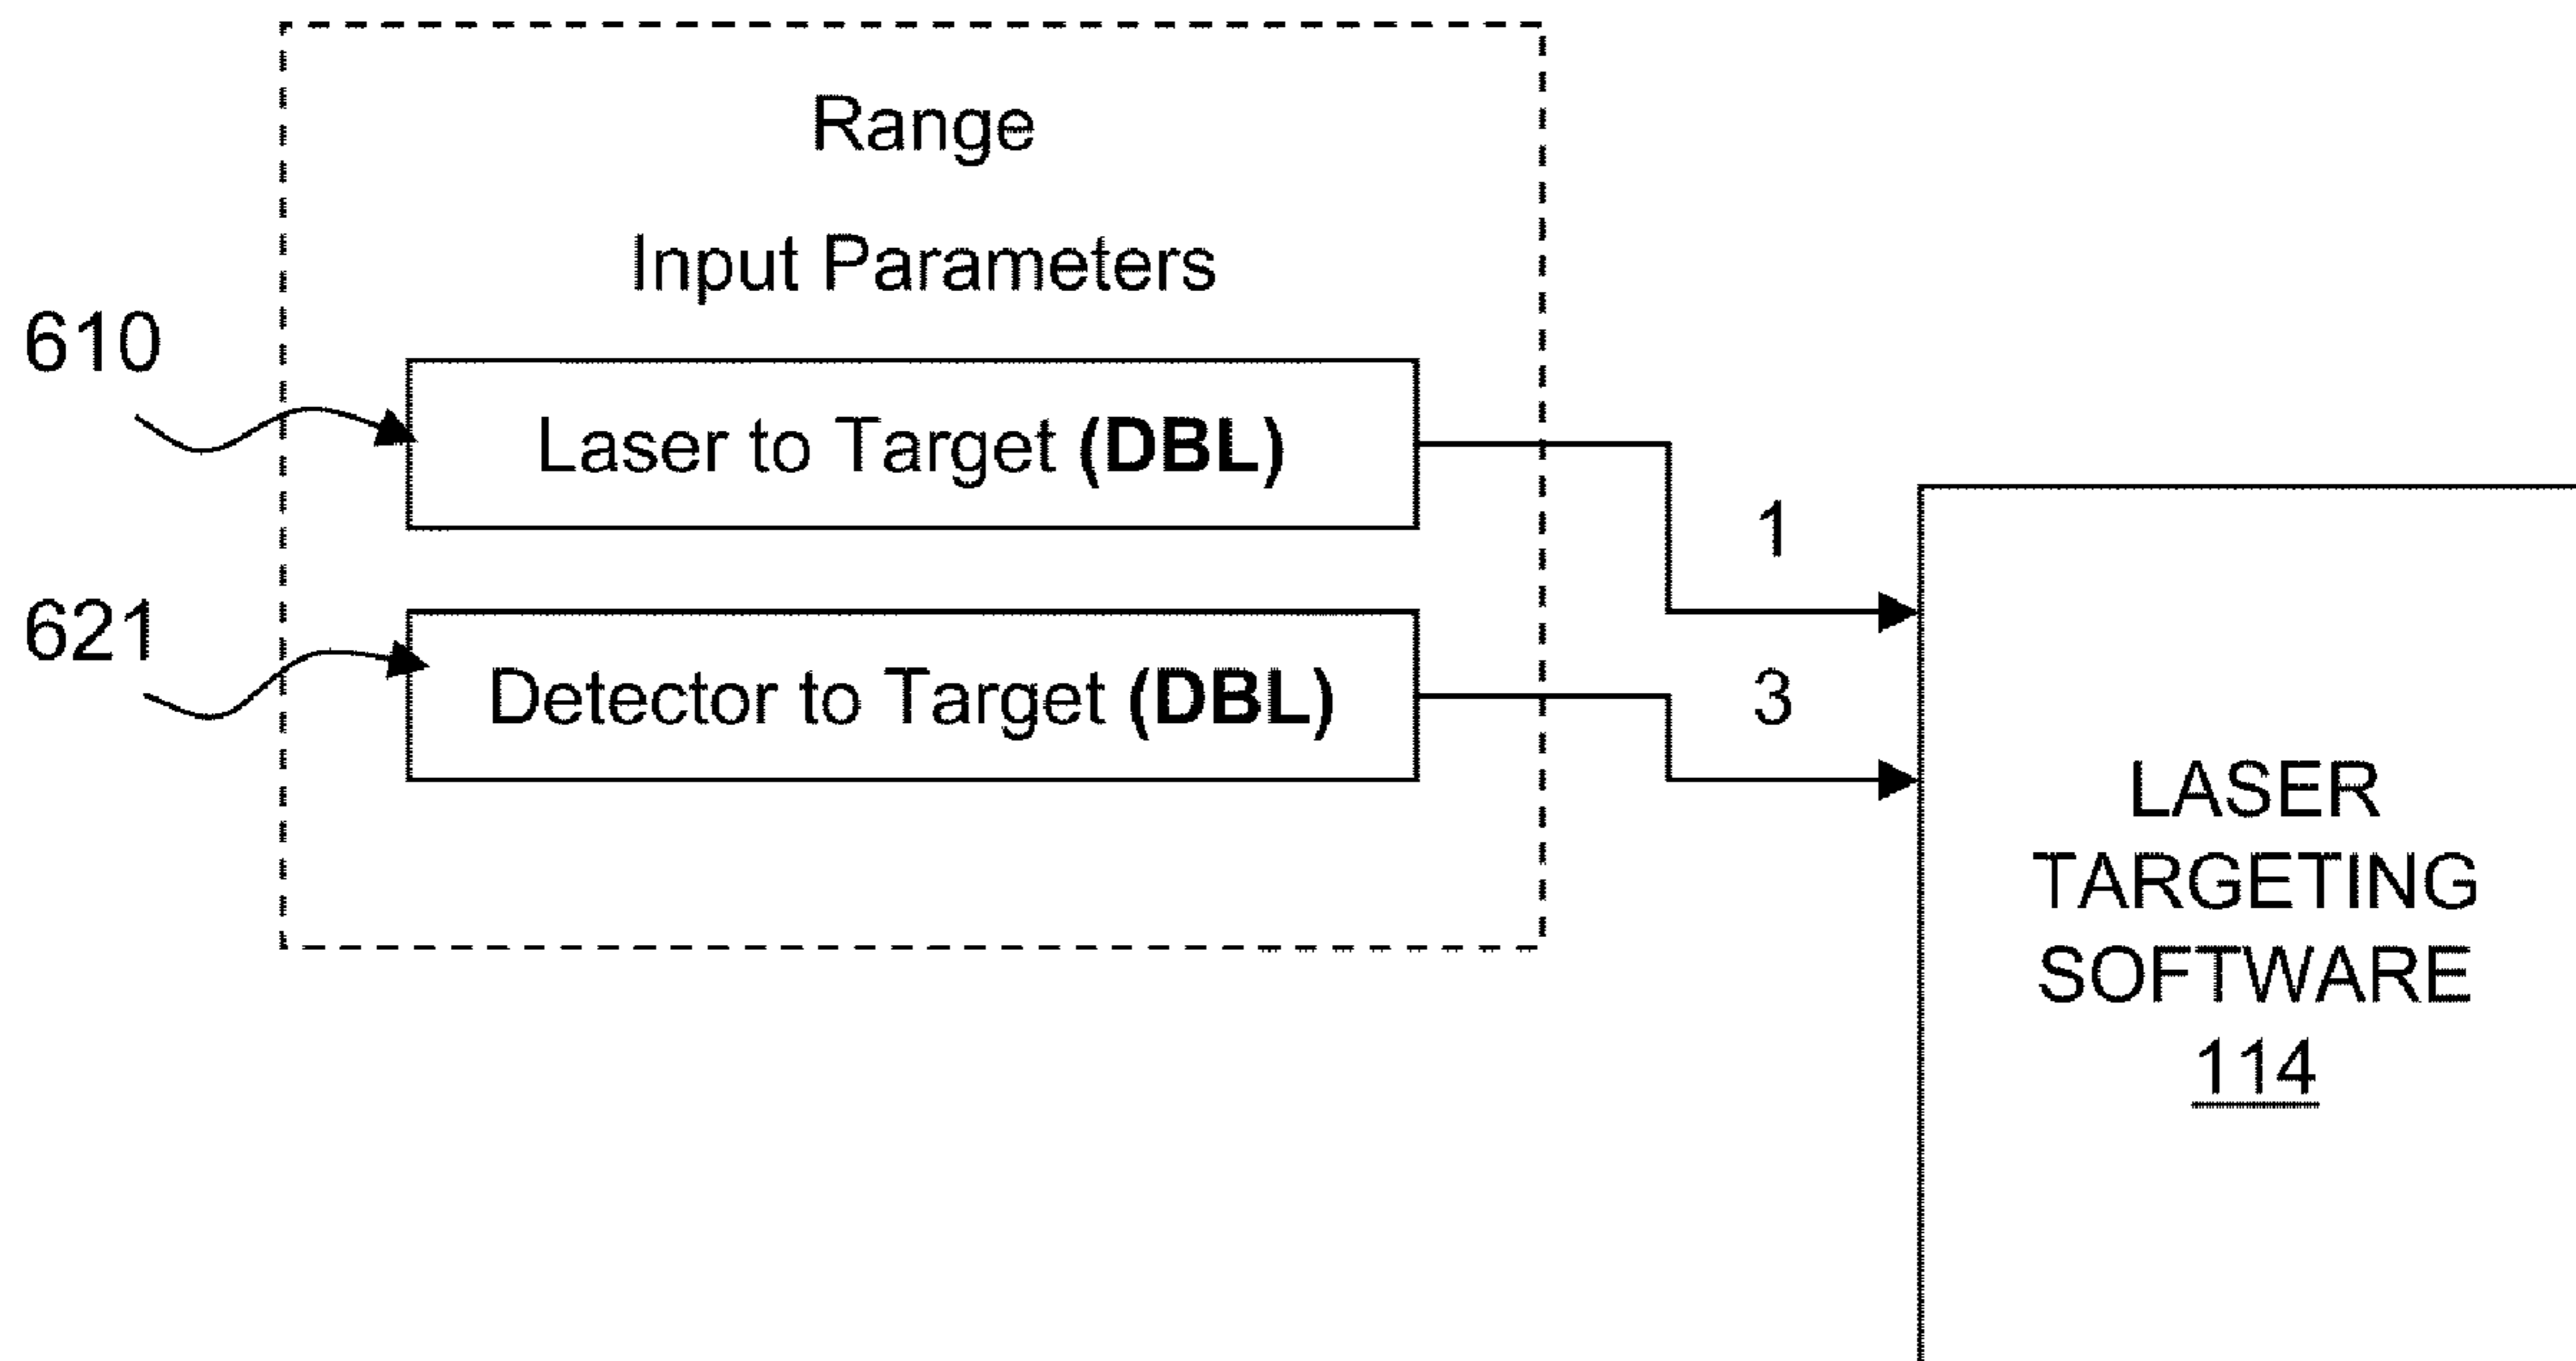 Range
Input Parameters
610
Laser to Target (DBL)
1
621
Detector to Target (DBL)
3
LASER
TARGETING
SOFTWARE
114